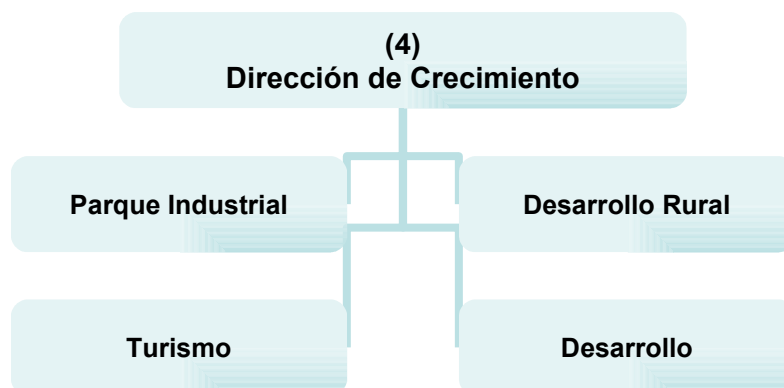 (4)
Dirección de Crecimiento
Parque Industrial
Desarrollo Rural
Turismo
Desarrollo